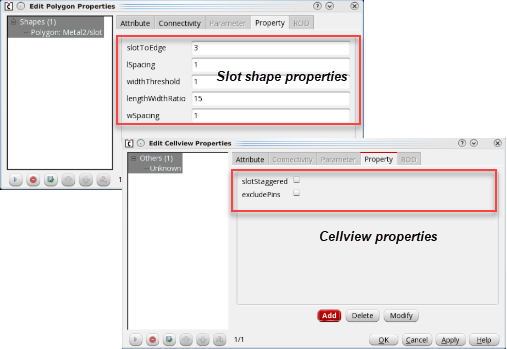 Edit Polygon Properties
Shapes (1)
Polygon: Metal2/slot
Attribute Connectivity Parameter Property ROD
slotToEdge 3
lSpacing 1
widthThreshold 1
lengthWidthRatio 15
wSpacing 1
Slot shape properties
Edit Cellview Properties
Others (1)
Unknown
Attribute Connectivity Parameter Property ROD
slotStaggered
excludePins
Cellview properties
Add Delete Modify
1/1
OK Cancel Apply Help